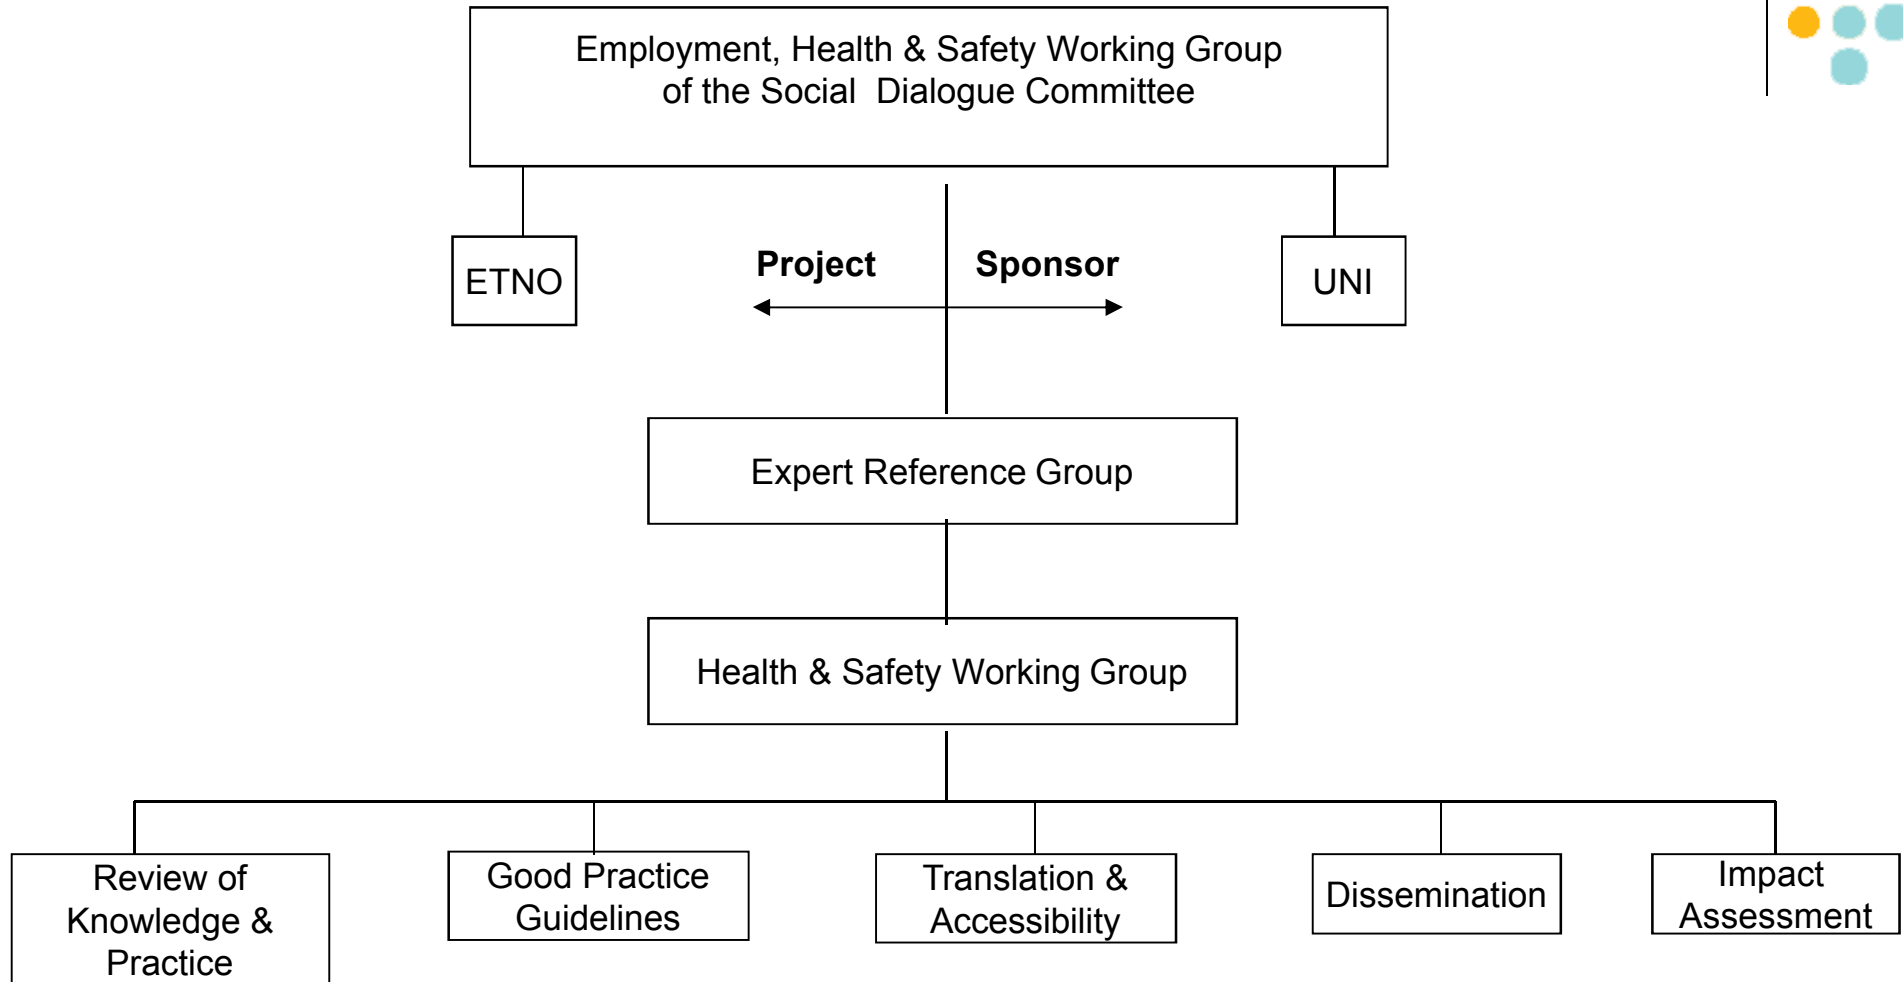 Employment, Health & Safety Working Group
of the Social Dialogue Committee
ETNO
Project
Sponsor
UNI
Expert Reference Group
Health & Safety Working Group
Review of
Knowledge &
Practice
Good Practice
Guidelines
Translation &
Accessibility
Dissemination
Impact
Assessment